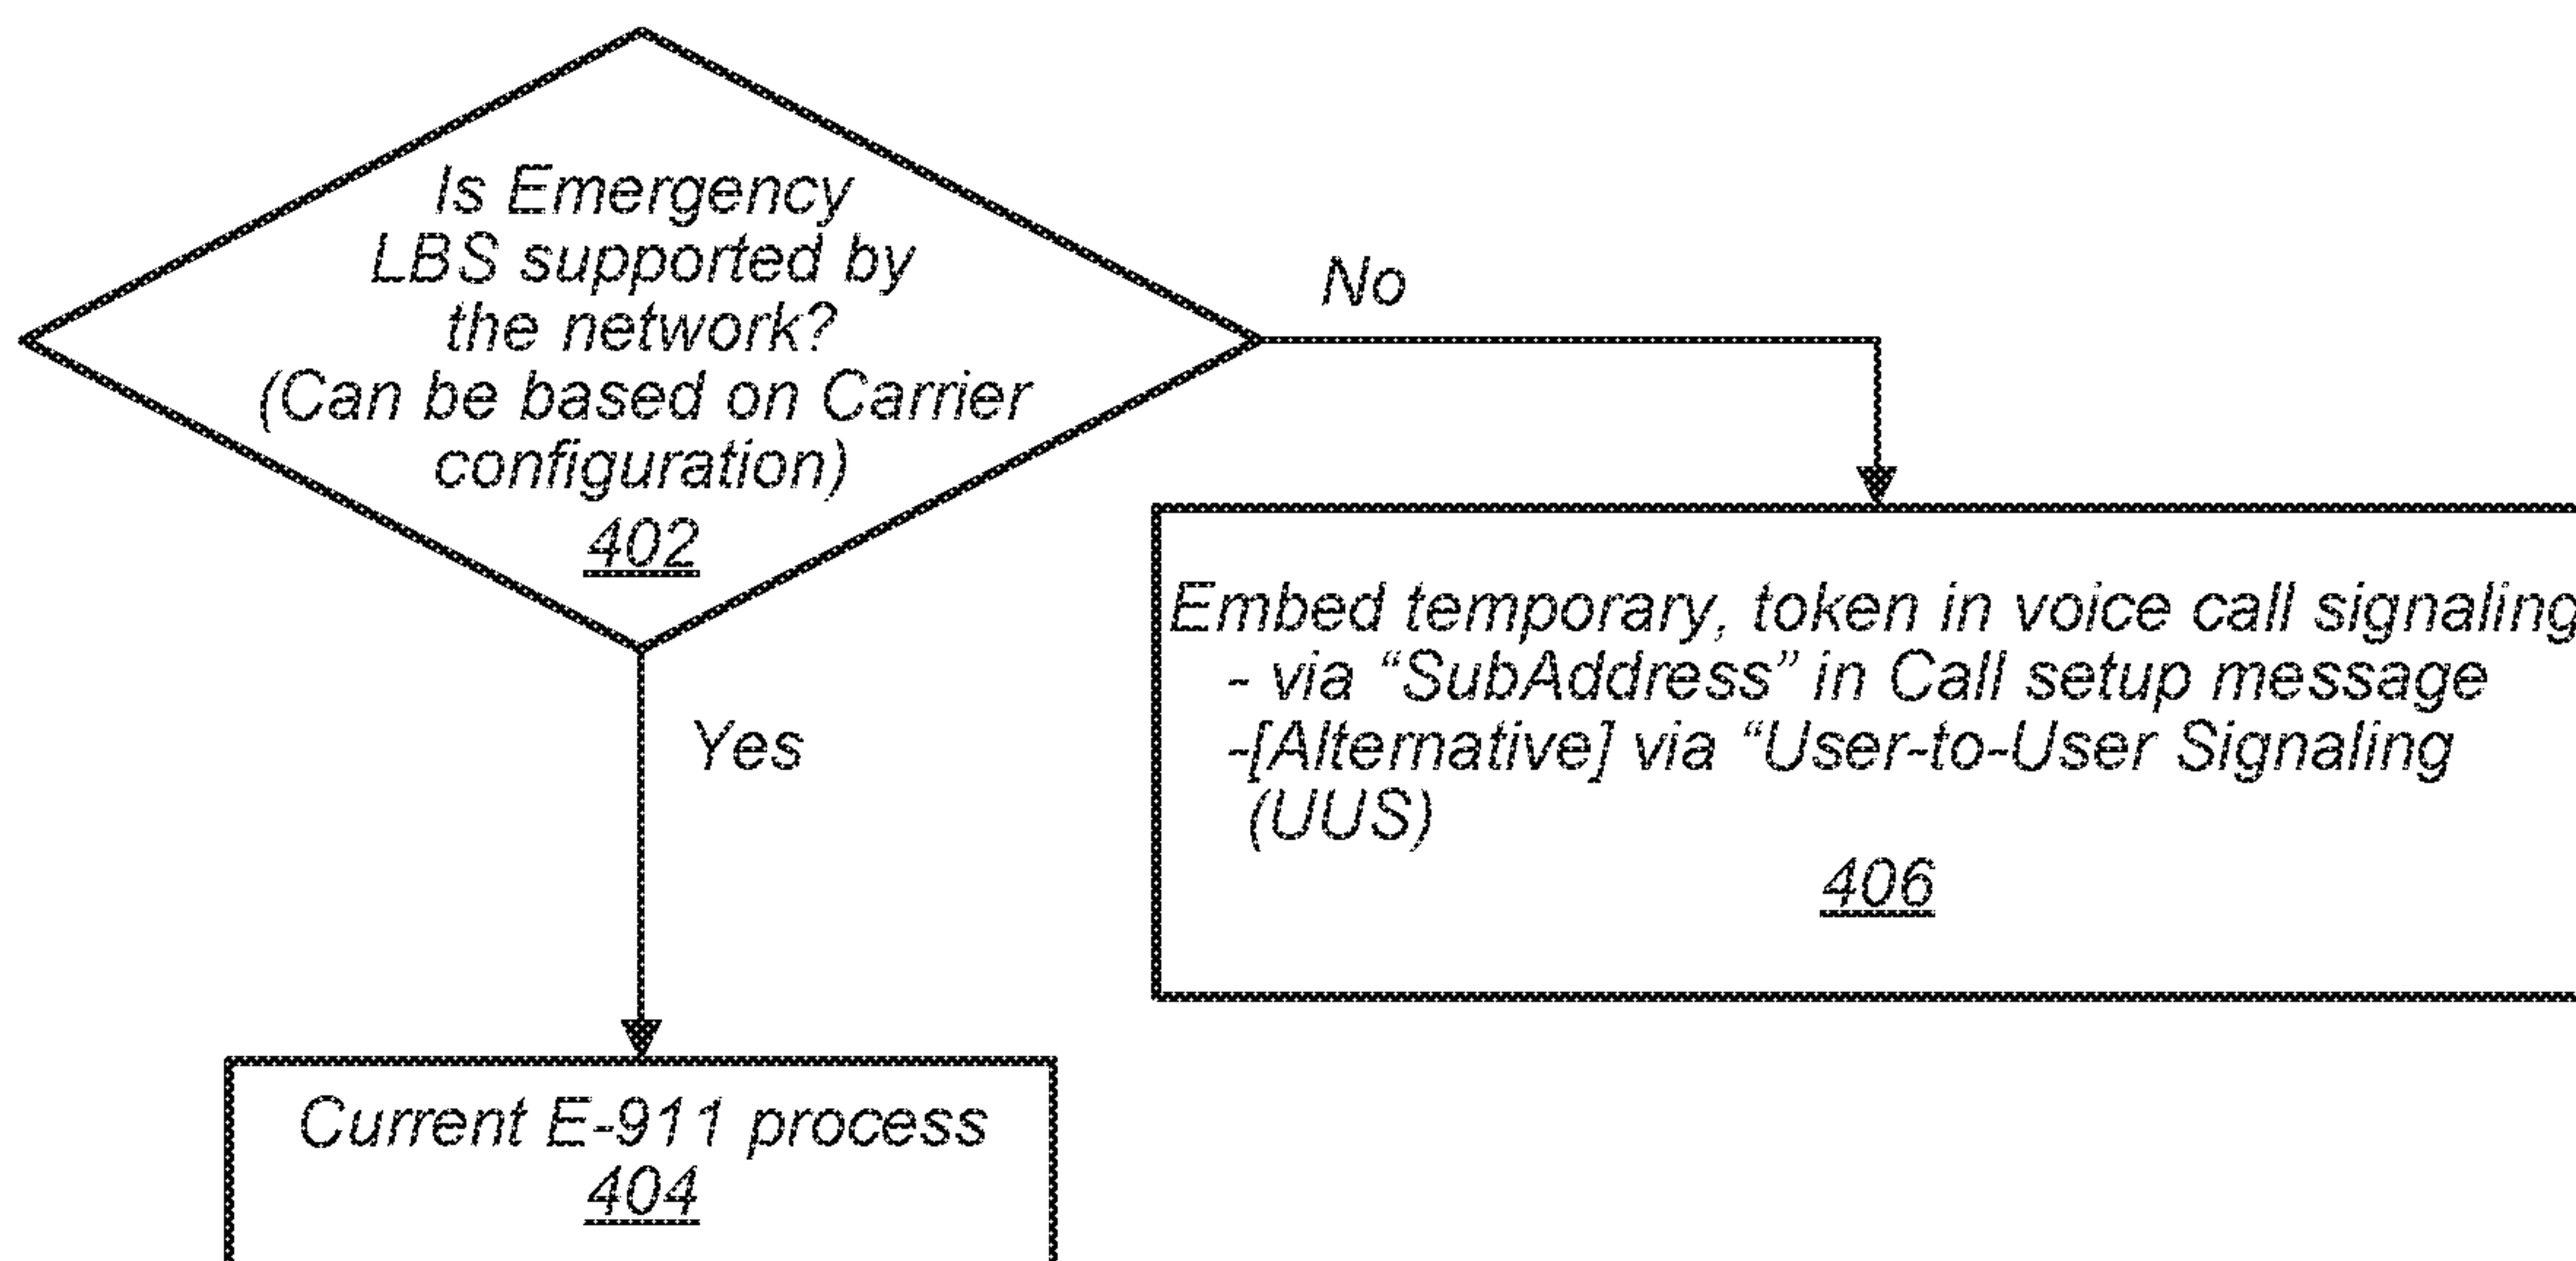 Is Emergency
LBS supported by
the network?
(Can be based on Carrier
configuration)
402
No
Embed temporary, token in voice call signaling
- via “SubAddress” in Call setup message
-[Alternative] via “User-to-User Signaling
(UUS)
406
Yes
Current E-911 process
404